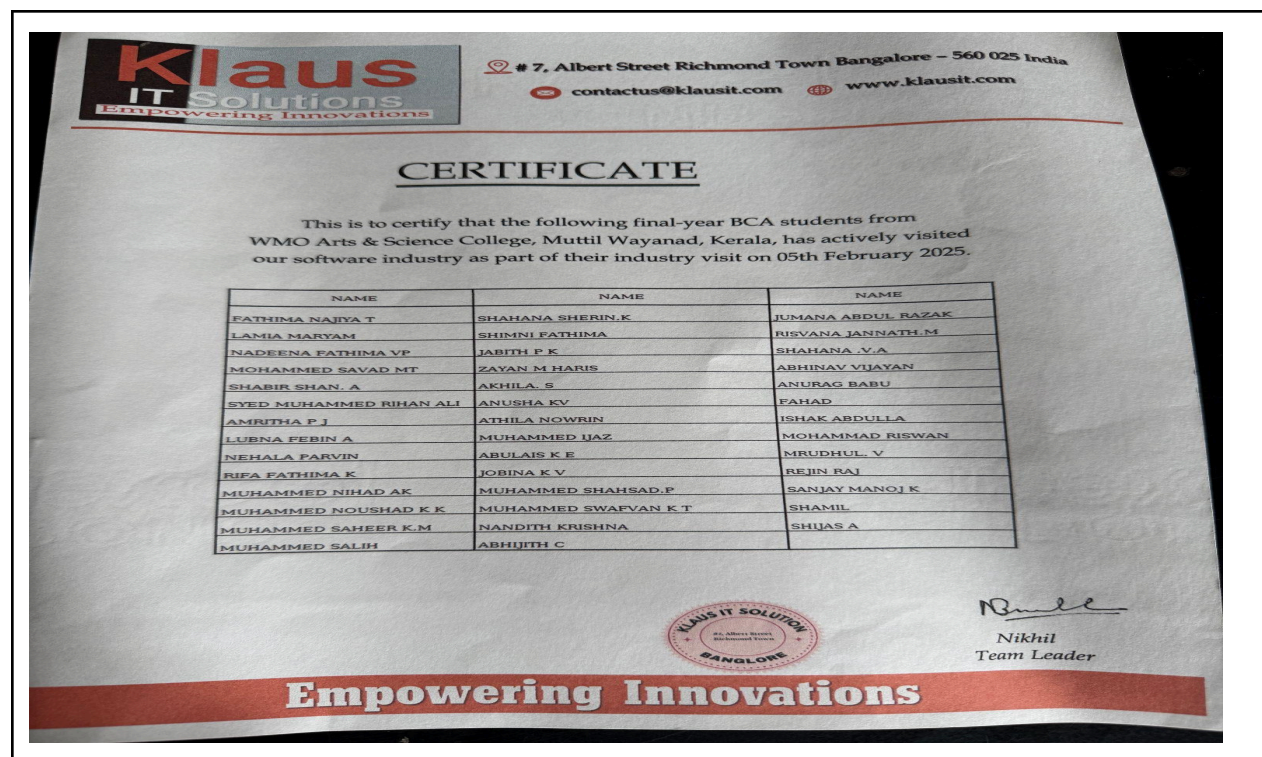 Klaus
IT Solutions
Empowering Innovations
# 7, Albert Street Richmond Town Bangalore – 560 025 India
contactus@klausit.com www.klausit.com
CERTIFICATE
This is to certify that the following final-year BCA students from
WMO Arts & Science College, Muttil Wayanad, Kerala, has actively visited
our software industry as part of their industry visit on 05th February 2025.
NAME NAME NAME
FATHIMA NAJIYA T SHAHANA SHERIN.K JUMANA ABDUL RAZAK
LAMIA MARYAM SHIMNI FATHIMA RISVANA JANNATH.M
NADEENA FATHIMA VP JABITH P K SHAHANA .V.A
MOHAMMED SAVAD MT ZAYAN M HARIS ABHINAV VIJAYAN
SHABIR SHAN. A AKHILA. S ANURAG BABU
SYED MUHAMMED RIHAN ALI ANUSHA KV FAHAD
AMRITHA P J ATHILA NOWRIN ISHAK ABDULLA
LUBNA FEBIN A MUHAMMED IJAZ MOHAMMAD RISWAN
NEHALA PARVIN ABULAIS K E MRUDHUL. V
RIFA FATHIMA K JOBINA K V REJIN RAJ
MUHAMMED NIHAD AK MUHAMMED SHAHSAD.P SANJAY MANOJ K
MUHAMMED NOUSHAD K K MUHAMMED SWAFVAN K T SHAMIL
MUHAMMED SAHEER K.M NANDITH KRISHNA SHIJAS A
MUHAMMED SALIH ABHIJITH C
KLAUS IT SOLUTION
Albert Street
Richmond Town
BANGLORE
Nikhil
Team Leader
Empowering Innovations